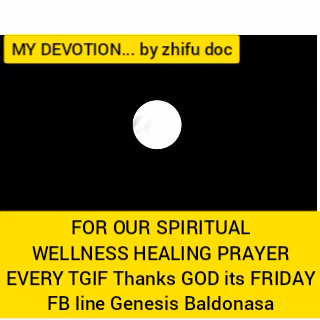 MY DEVOTION... by zhifu doc
FOR OUR SPIRITUAL
WELLNESS HEALING PRAYER
EVERY TGIF Thanks GOD its FRIDAY
FB line Genesis Baldonasa